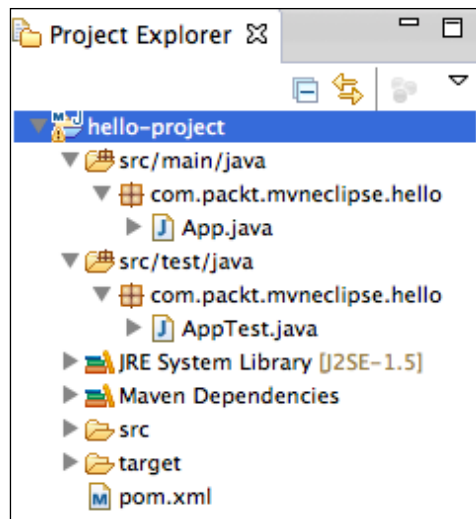 Project Explorer
hello-project
src/main/java
com.packt.mvneclipse.hello
App.java
src/test/java
com.packt.mvneclipse.hello
AppTest.java
JRE System Library [J2SE-1.5]
Maven Dependencies
src
target
pom.xml